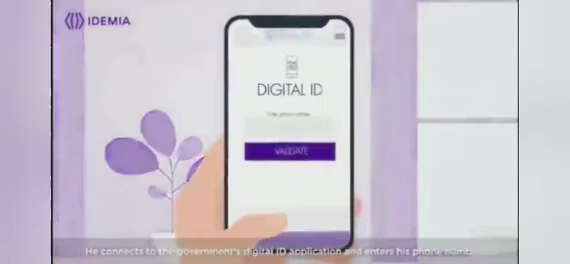 IDEMIA
DIGITAL ID
VALIDATE
He connects to the government's digital ID application and enters his phone